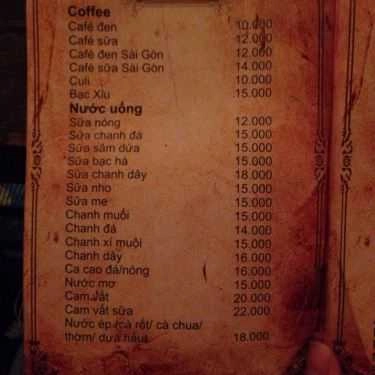 Coffee
Café đen 10.000
Café sữa 12.000
Café đen Sài Gòn 12.000
Café sữa Sài Gòn 14.000
Culi 10.000
Bạc Xỉu 15.000
Nước uống
Sữa nóng 12.000
Sữa chanh đá 15.000
Sữa sâm dứa 15.000
Sữa bạc hà 15.000
Sữa chanh dây 18.000
Sữa nho 15.000
Sữa me 15.000
Chanh muối 15.000
Chanh đá 14.000
Chanh xí muội 15.000
Chanh dây 16.000
Ca cao đá/nóng 16.000
Nước mơ 15.000
Cam vắt 20.000
Cam vắt sữa 22.000
Nước ép /cà rốt/ cà chua/
thơm/ dưa hấu 18.000